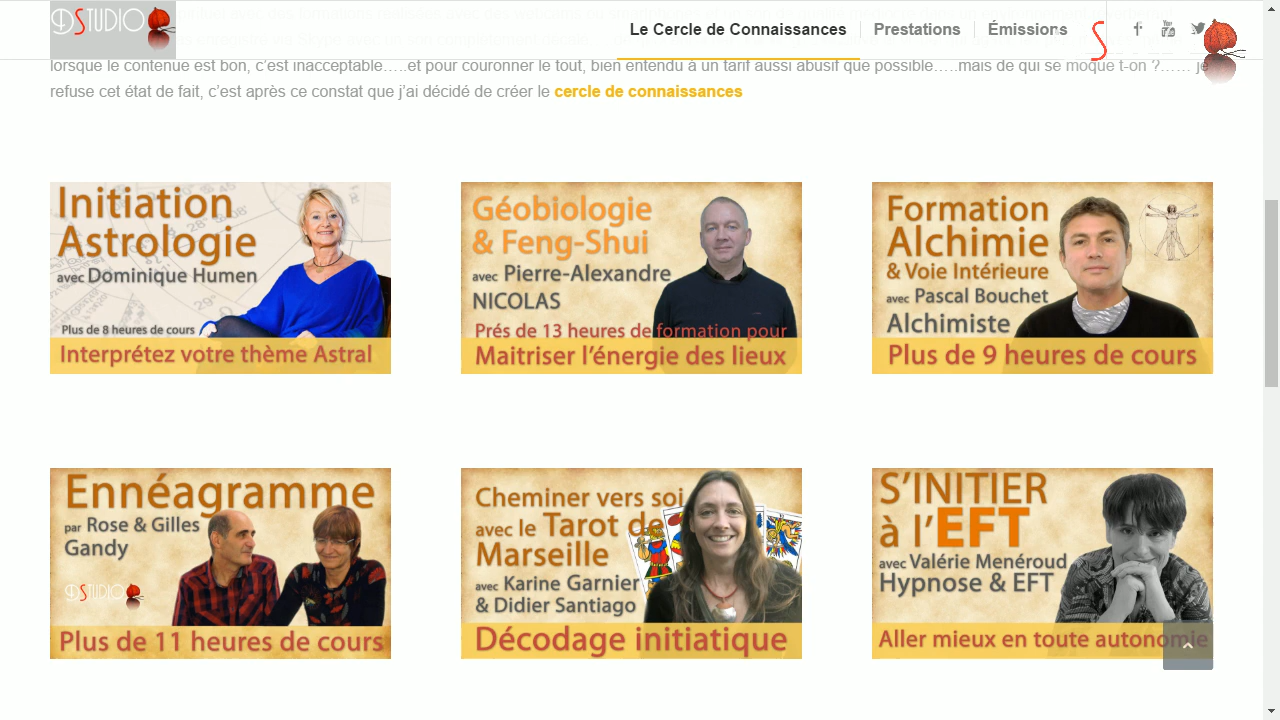 DSTUDIO
Le Cercle de Connaissances
Prestations
Émissions
lorsque le contenue est bon, c’est inacceptable…..et pour couronner le tout, bien entendu à un tarif aussi abusif que possible…..mais de qui se moque t-on ?…… je
refuse cet état de fait, c’est après ce constat que j’ai décidé de créer le cercle de connaissances
Initiation
Astrologie
avec Dominique Humen
Plus de 8 heures de cours
Interprétez votre thème Astral
Géobiologie
& Feng-Shui
avec Pierre-Alexandre
NICOLAS
Prés de 13 heures de formation pour
Maitriser l’énergie des lieux
Formation
Alchimie
& Voie Intérieure
avec Pascal Bouchet
Alchimiste
Plus de 9 heures de cours
Ennéagramme
par Rose & Gilles
Gandy
DSTUDIO
Plus de 11 heures de cours
Cheminer vers soi
avec le Tarot de
Marseille
avec Karine Garnier
& Didier Santiago
Décodage initiatique
S’INITIER
à l’EFT
avec Valérie Menéroud
Hypnose & EFT
Aller mieux en toute autonomie